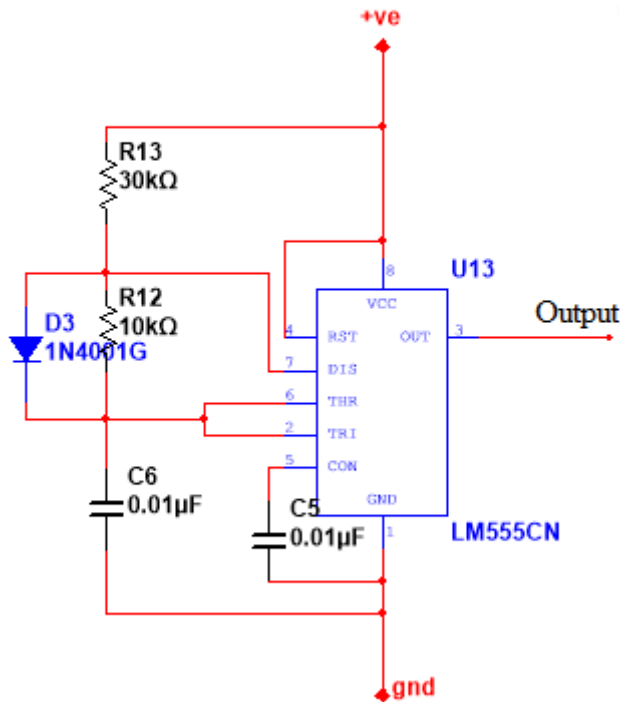 +ve
R13
30kΩ
8
U13
VCC
R12
10kΩ
D3
1N4001G
4
RST
OUT
3
Output
7
DIS
6
THR
2
TRI
5
CON
C6
0.01µF
C5
0.01µF
GND
1
LM555CN
gnd